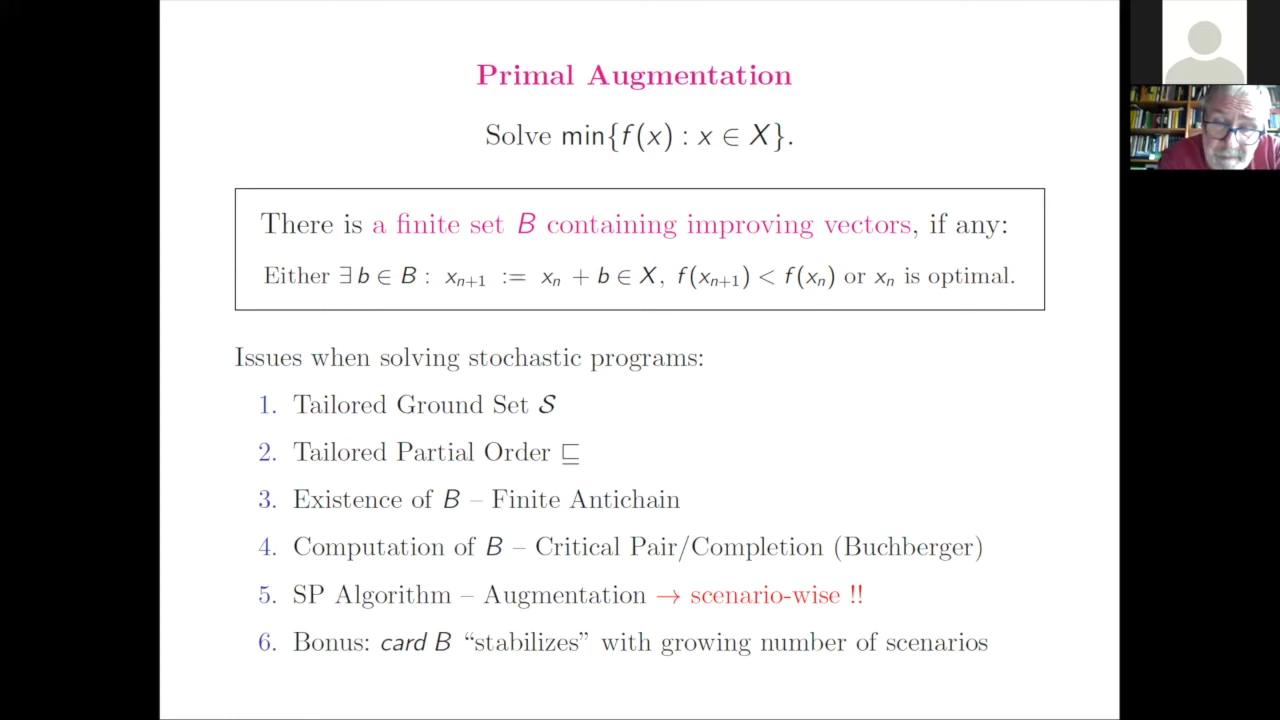 Primal Augmentation
Solve min{f(x) : x ∈ X}.
There is a finite set B containing improving vectors, if any:
Either ∃ b ∈ B : xₙ₊₁ := xₙ + b ∈ X, f(xₙ₊₁) < f(xₙ) or xₙ is optimal.
Issues when solving stochastic programs:
1. Tailored Ground Set 𝒮
2. Tailored Partial Order ⊑
3. Existence of B – Finite Antichain
4. Computation of B – Critical Pair/Completion (Buchberger)
5. SP Algorithm – Augmentation → scenario-wise !!
6. Bonus: card B “stabilizes” with growing number of scenarios